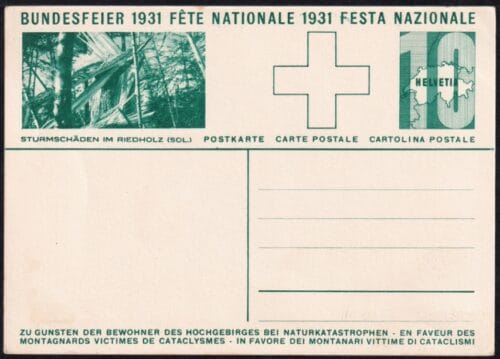 BUNDESFEIER 1931 FÊTE NATIONALE 1931 FESTA NAZIONALE
10
HELVETIA
STURMSCHÄDEN IM RIEDHOLZ (SOL.)
POSTKARTE CARTE POSTALE CARTOLINA POSTALE
ZU GUNSTEN DER BEWOHNER DES HOCHGEBIRGES BEI NATURKATASTROPHEN - EN FAVEUR DES
MONTAGNARDS VICTIMES DE CATACLYSMES - IN FAVORE DEI MONTANARI VITTIME DI CATACLISMI